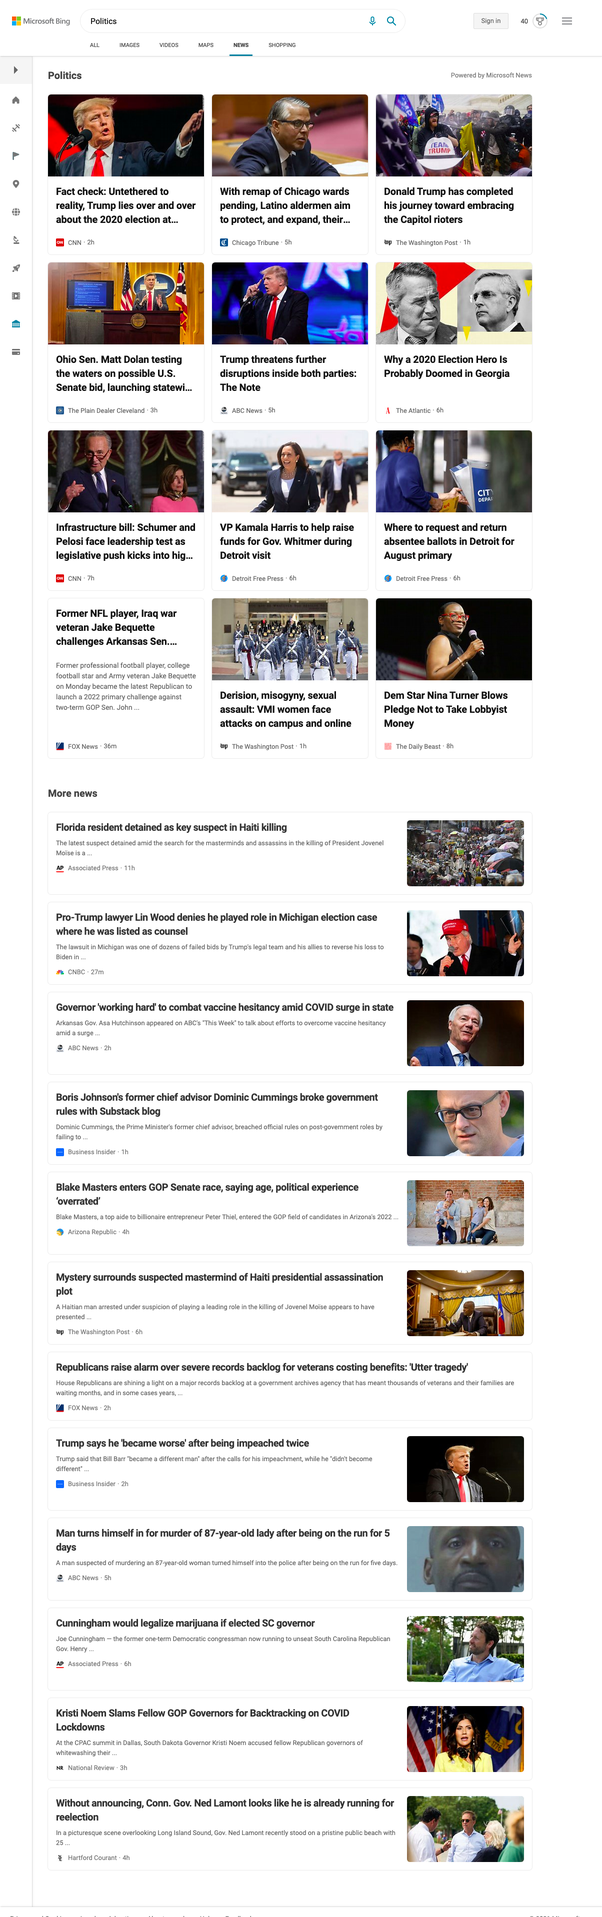 Microsoft Bing
Politics
Sign in
40
ALL
IMAGES
VIDEOS
MAPS
NEWS
SHOPPING
Politics
Powered by Microsoft News
Fact check: Untethered to
reality, Trump lies over and over
about the 2020 election at...
CNN · 2h
With remap of Chicago wards
pending, Latino aldermen aim
to protect, and expand, their...
Chicago Tribune · 5h
TEAM
TRUMP
Donald Trump has completed
his journey toward embracing
the Capitol rioters
The Washington Post · 1h
Ohio Sen. Matt Dolan testing
the waters on possible U.S.
Senate bid, launching statewi...
The Plain Dealer Cleveland · 3h
Trump threatens further
disruptions inside both parties:
The Note
ABC News · 5h
Why a 2020 Election Hero Is
Probably Doomed in Georgia
The Atlantic · 6h
Infrastructure bill: Schumer and
Pelosi face leadership test as
legislative push kicks into hig...
CNN · 7h
VP Kamala Harris to help raise
funds for Gov. Whitmer during
Detroit visit
Detroit Free Press · 6h
CITY
DEPA
Where to request and return
absentee ballots in Detroit for
August primary
Detroit Free Press · 6h
Former NFL player, Iraq war
veteran Jake Bequette
challenges Arkansas Sen....
Former professional football player, college
football star and Army veteran Jake Bequette
on Monday became the latest Republican to
launch a 2022 primary challenge against
two-term GOP Sen. John ...
FOX News · 36m
Derision, misogyny, sexual
assault: VMI women face
attacks on campus and online
The Washington Post · 1h
Dem Star Nina Turner Blows
Pledge Not to Take Lobbyist
Money
The Daily Beast · 8h
More news
Florida resident detained as key suspect in Haiti killing
The latest suspect detained amid the search for the masterminds and assassins in the killing of President Jovenel
Moise is a ...
AP Associated Press · 11h
Pro-Trump lawyer Lin Wood denies he played role in Michigan election case
where he was listed as counsel
The lawsuit in Michigan was one of dozens of failed bids by Trump's legal team and his allies to reverse his loss to
Biden in ...
CNBC · 27m
Governor 'working hard' to combat vaccine hesitancy amid COVID surge in state
Arkansas Gov. Asa Hutchinson appeared on ABC's "This Week" to talk about efforts to overcome vaccine hesitancy
amid a surge ...
ABC News · 2h
Boris Johnson's former chief advisor Dominic Cummings broke government
rules with Substack blog
Dominic Cummings, the Prime Minister's former chief advisor, breached official rules on post-government roles by
failing to ...
Business Insider · 1h
Blake Masters enters GOP Senate race, saying age, political experience
'overrated'
Blake Masters, a top aide to billionaire entrepreneur Peter Thiel, entered the GOP field of candidates in Arizona's 2022 ...
Arizona Republic · 4h
Mystery surrounds suspected mastermind of Haiti presidential assassination
plot
A Haitian man arrested under suspicion of playing a leading role in the killing of Jovenel Moïse appears to have
presented ...
The Washington Post · 6h
Republicans raise alarm over severe records backlog for veterans costing benefits: 'Utter tragedy'
House Republicans are shining a light on a major records backlog at a government archives agency that has meant thousands of veterans and their families are
waiting months, and in some cases years, ...
FOX News · 2h
Trump says he 'became worse' after being impeached twice
Trump said that Bill Barr "became a different man" after the calls for his impeachment, while he "didn't become
different" ...
Business Insider · 2h
Man turns himself in for murder of 87-year-old lady after being on the run for 5
days
A man suspected of murdering an 87-year-old woman turned himself into the police after being on the run for five days.
ABC News · 5h
Cunningham would legalize marijuana if elected SC governor
Joe Cunningham — the former one-term Democratic congressman now running to unseat South Carolina Republican
Gov. Henry ...
AP Associated Press · 6h
Kristi Noem Slams Fellow GOP Governors for Backtracking on COVID
Lockdowns
At the CPAC summit in Dallas, South Dakota Governor Kristi Noem accused fellow Republican governors of
whitewashing their ...
NR National Review · 3h
Without announcing, Conn. Gov. Ned Lamont looks like he is already running for
reelection
In a picturesque scene overlooking Long Island Sound, Gov. Ned Lamont recently stood on a pristine public beach with
25 ...
Hartford Courant · 4h